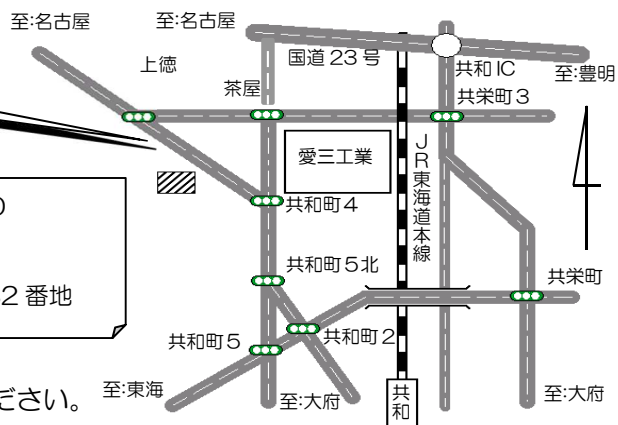 至:名古屋
至:名古屋
上徳
国道23号
共和IC
至:豊明
茶屋
共栄町3
愛三工業
JR東海道本線
共和町4
2番地
共和町5北
共栄町
共和町5
共和町2
ださい。
至:東海
至:大府
共和
至:大府